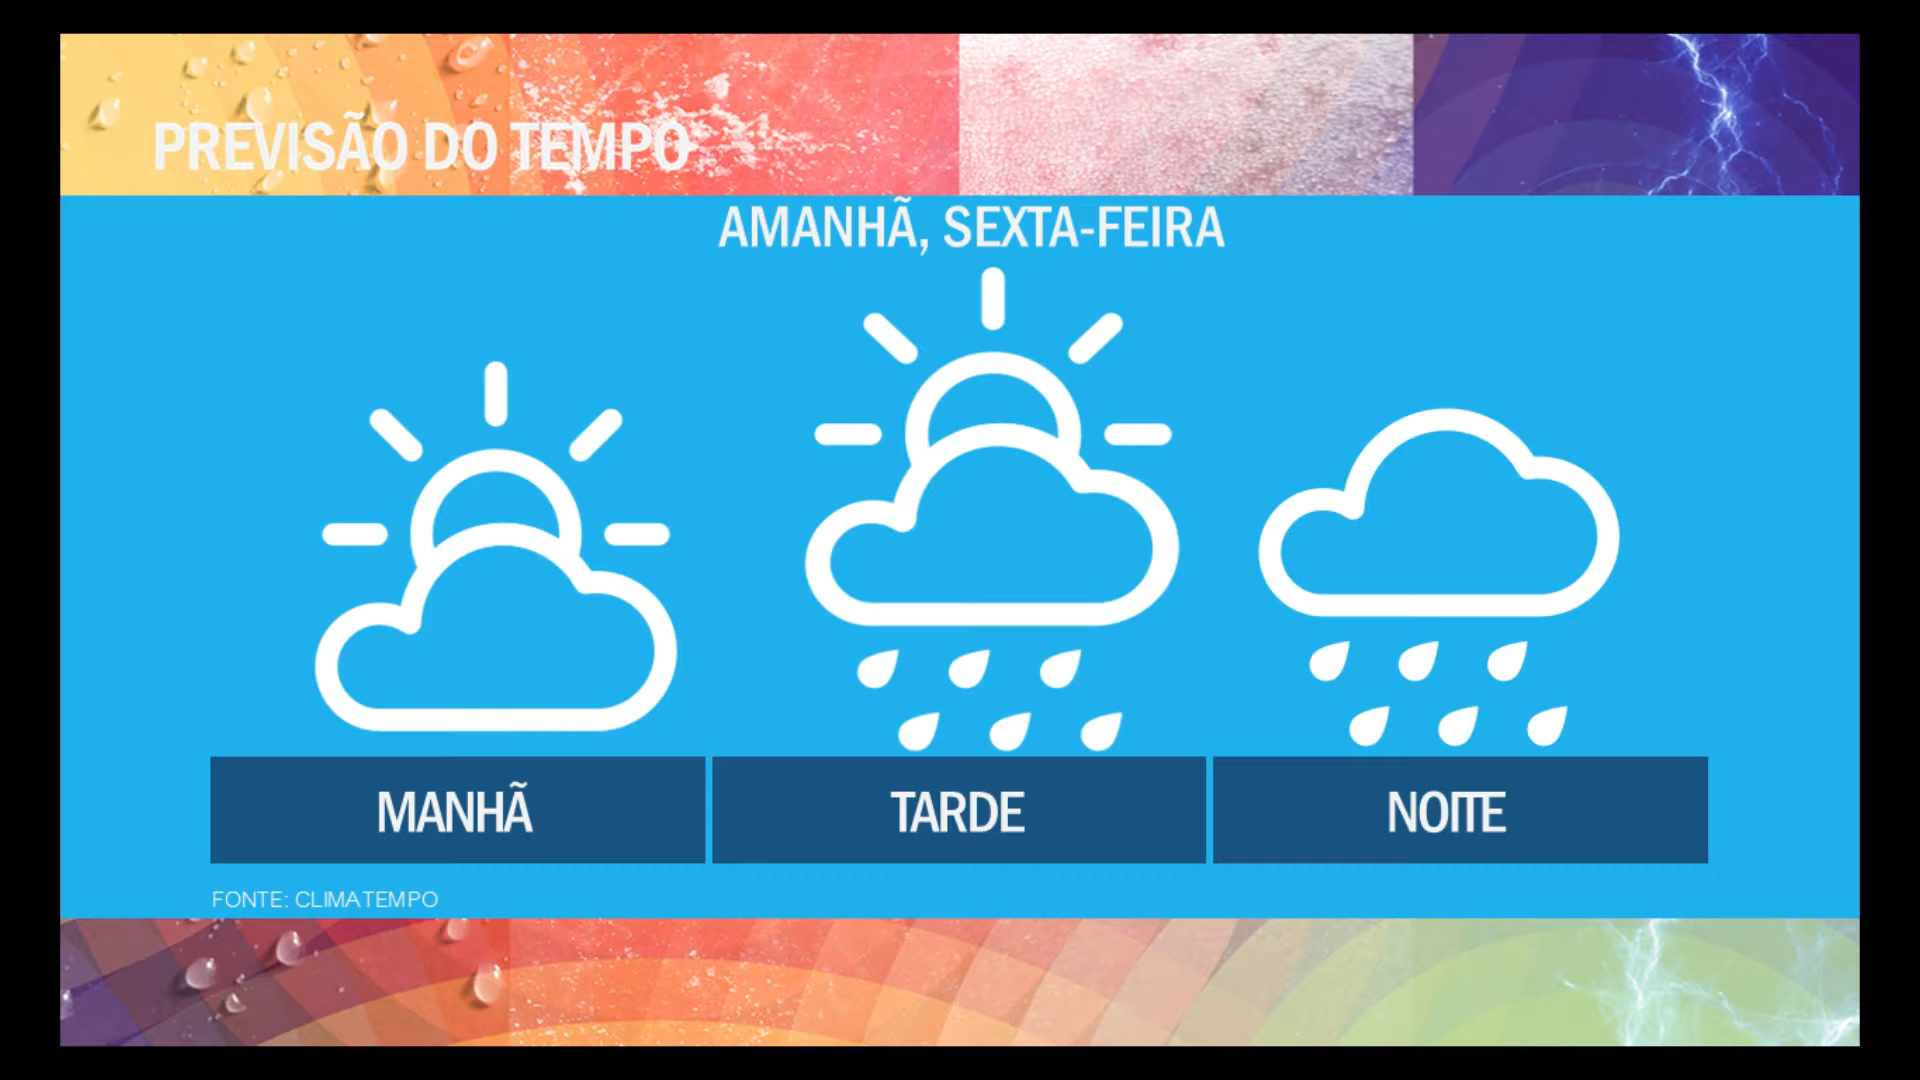 PREVISÃO DO TEMPO
AMANHÃ, SEXTA-FEIRA
MANHÃ
TARDE
NOITE
FONTE: CLIMATEMPO